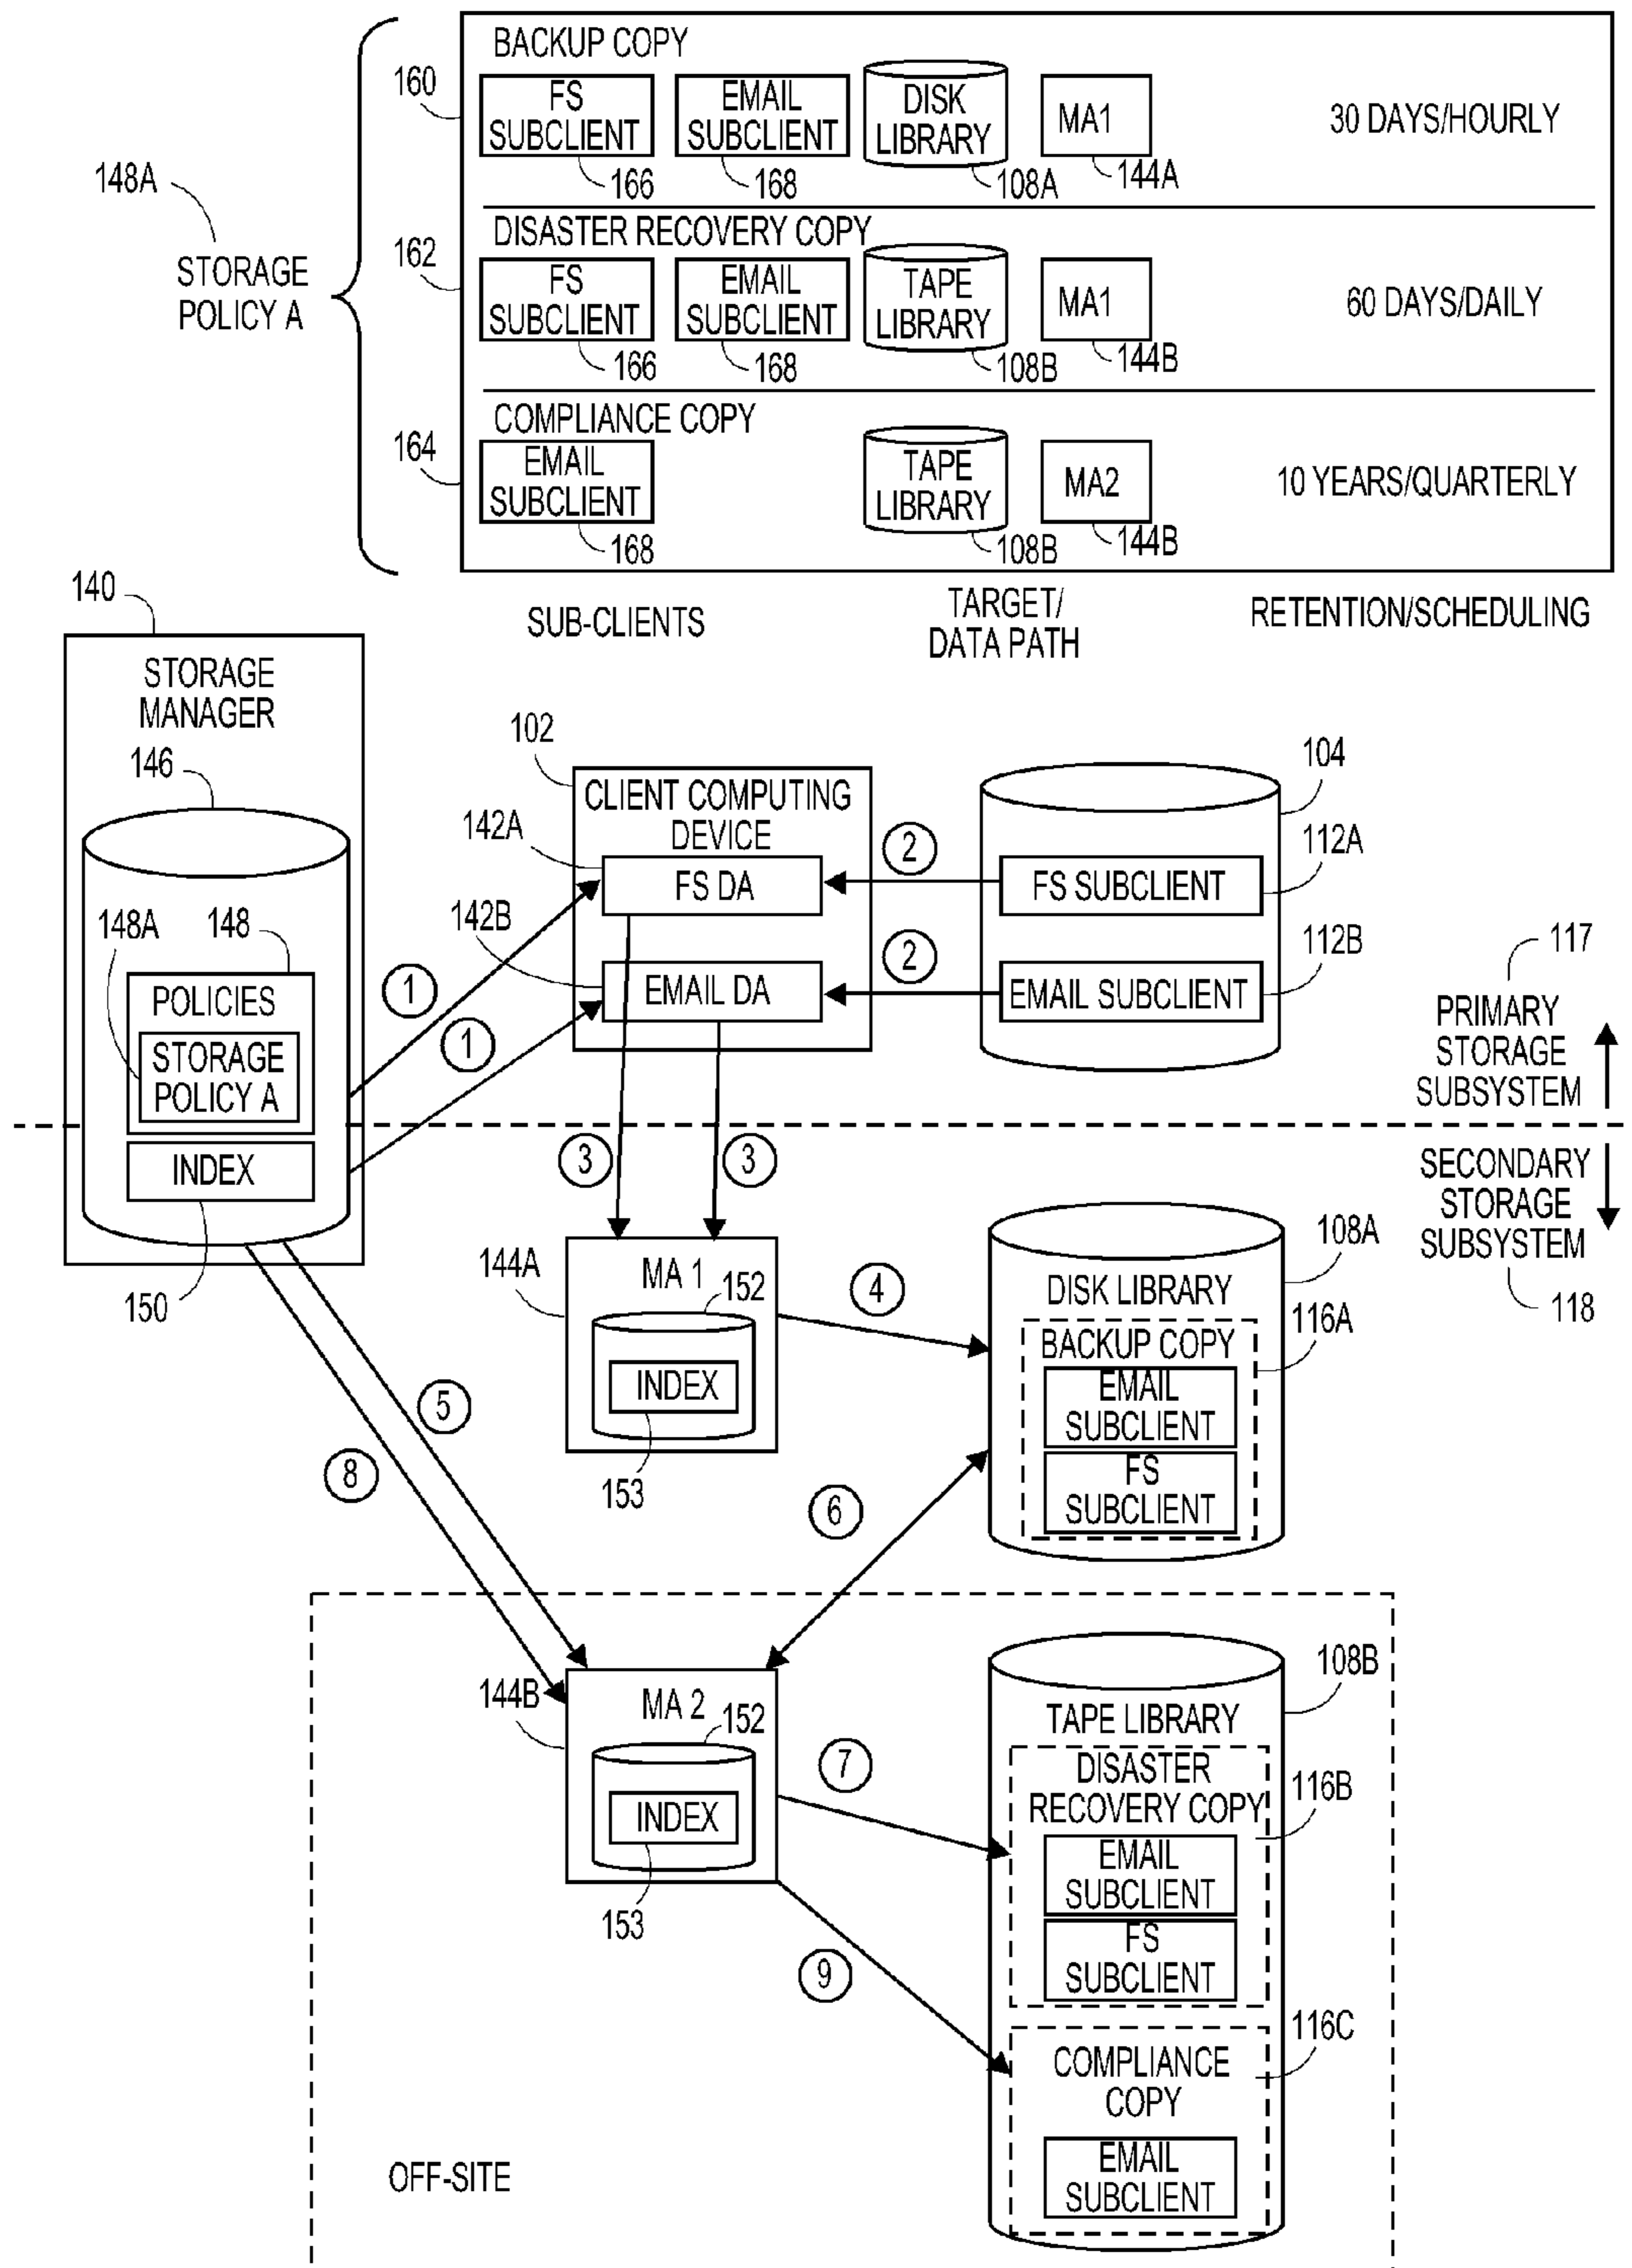 BACKUP COPY
160
FS
SUBCLIENT
166
EMAIL
SUBCLIENT
168
DISK
LIBRARY
108A
MA1
144A
30 DAYS/HOURLY
148A
STORAGE
POLICY A
DISASTER RECOVERY COPY
162
FS
SUBCLIENT
166
EMAIL
SUBCLIENT
168
TAPE
LIBRARY
108B
MA1
144B
60 DAYS/DAILY
COMPLIANCE COPY
164
EMAIL
SUBCLIENT
168
TAPE
LIBRARY
108B
MA2
144B
10 YEARS/QUARTERLY
SUB-CLIENTS
TARGET/
DATA PATH
RETENTION/SCHEDULING
140
STORAGE
MANAGER
146
148A
148
POLICIES
STORAGE
POLICY A
INDEX
150
102
CLIENT COMPUTING
DEVICE
142A
FS DA
142B
EMAIL DA
104
112A
FS SUBCLIENT
112B
EMAIL SUBCLIENT
1
1
2
2
117
PRIMARY
STORAGE
SUBSYSTEM
SECONDARY
STORAGE
SUBSYSTEM
118
3
3
144A
MA 1
152
INDEX
153
4
108A
DISK LIBRARY
116A
BACKUP COPY
EMAIL
SUBCLIENT
FS
SUBCLIENT
5
8
6
144B
MA 2
152
INDEX
153
7
9
108B
TAPE LIBRARY
DISASTER
RECOVERY COPY
116B
EMAIL
SUBCLIENT
FS
SUBCLIENT
116C
COMPLIANCE
COPY
EMAIL
SUBCLIENT
OFF-SITE